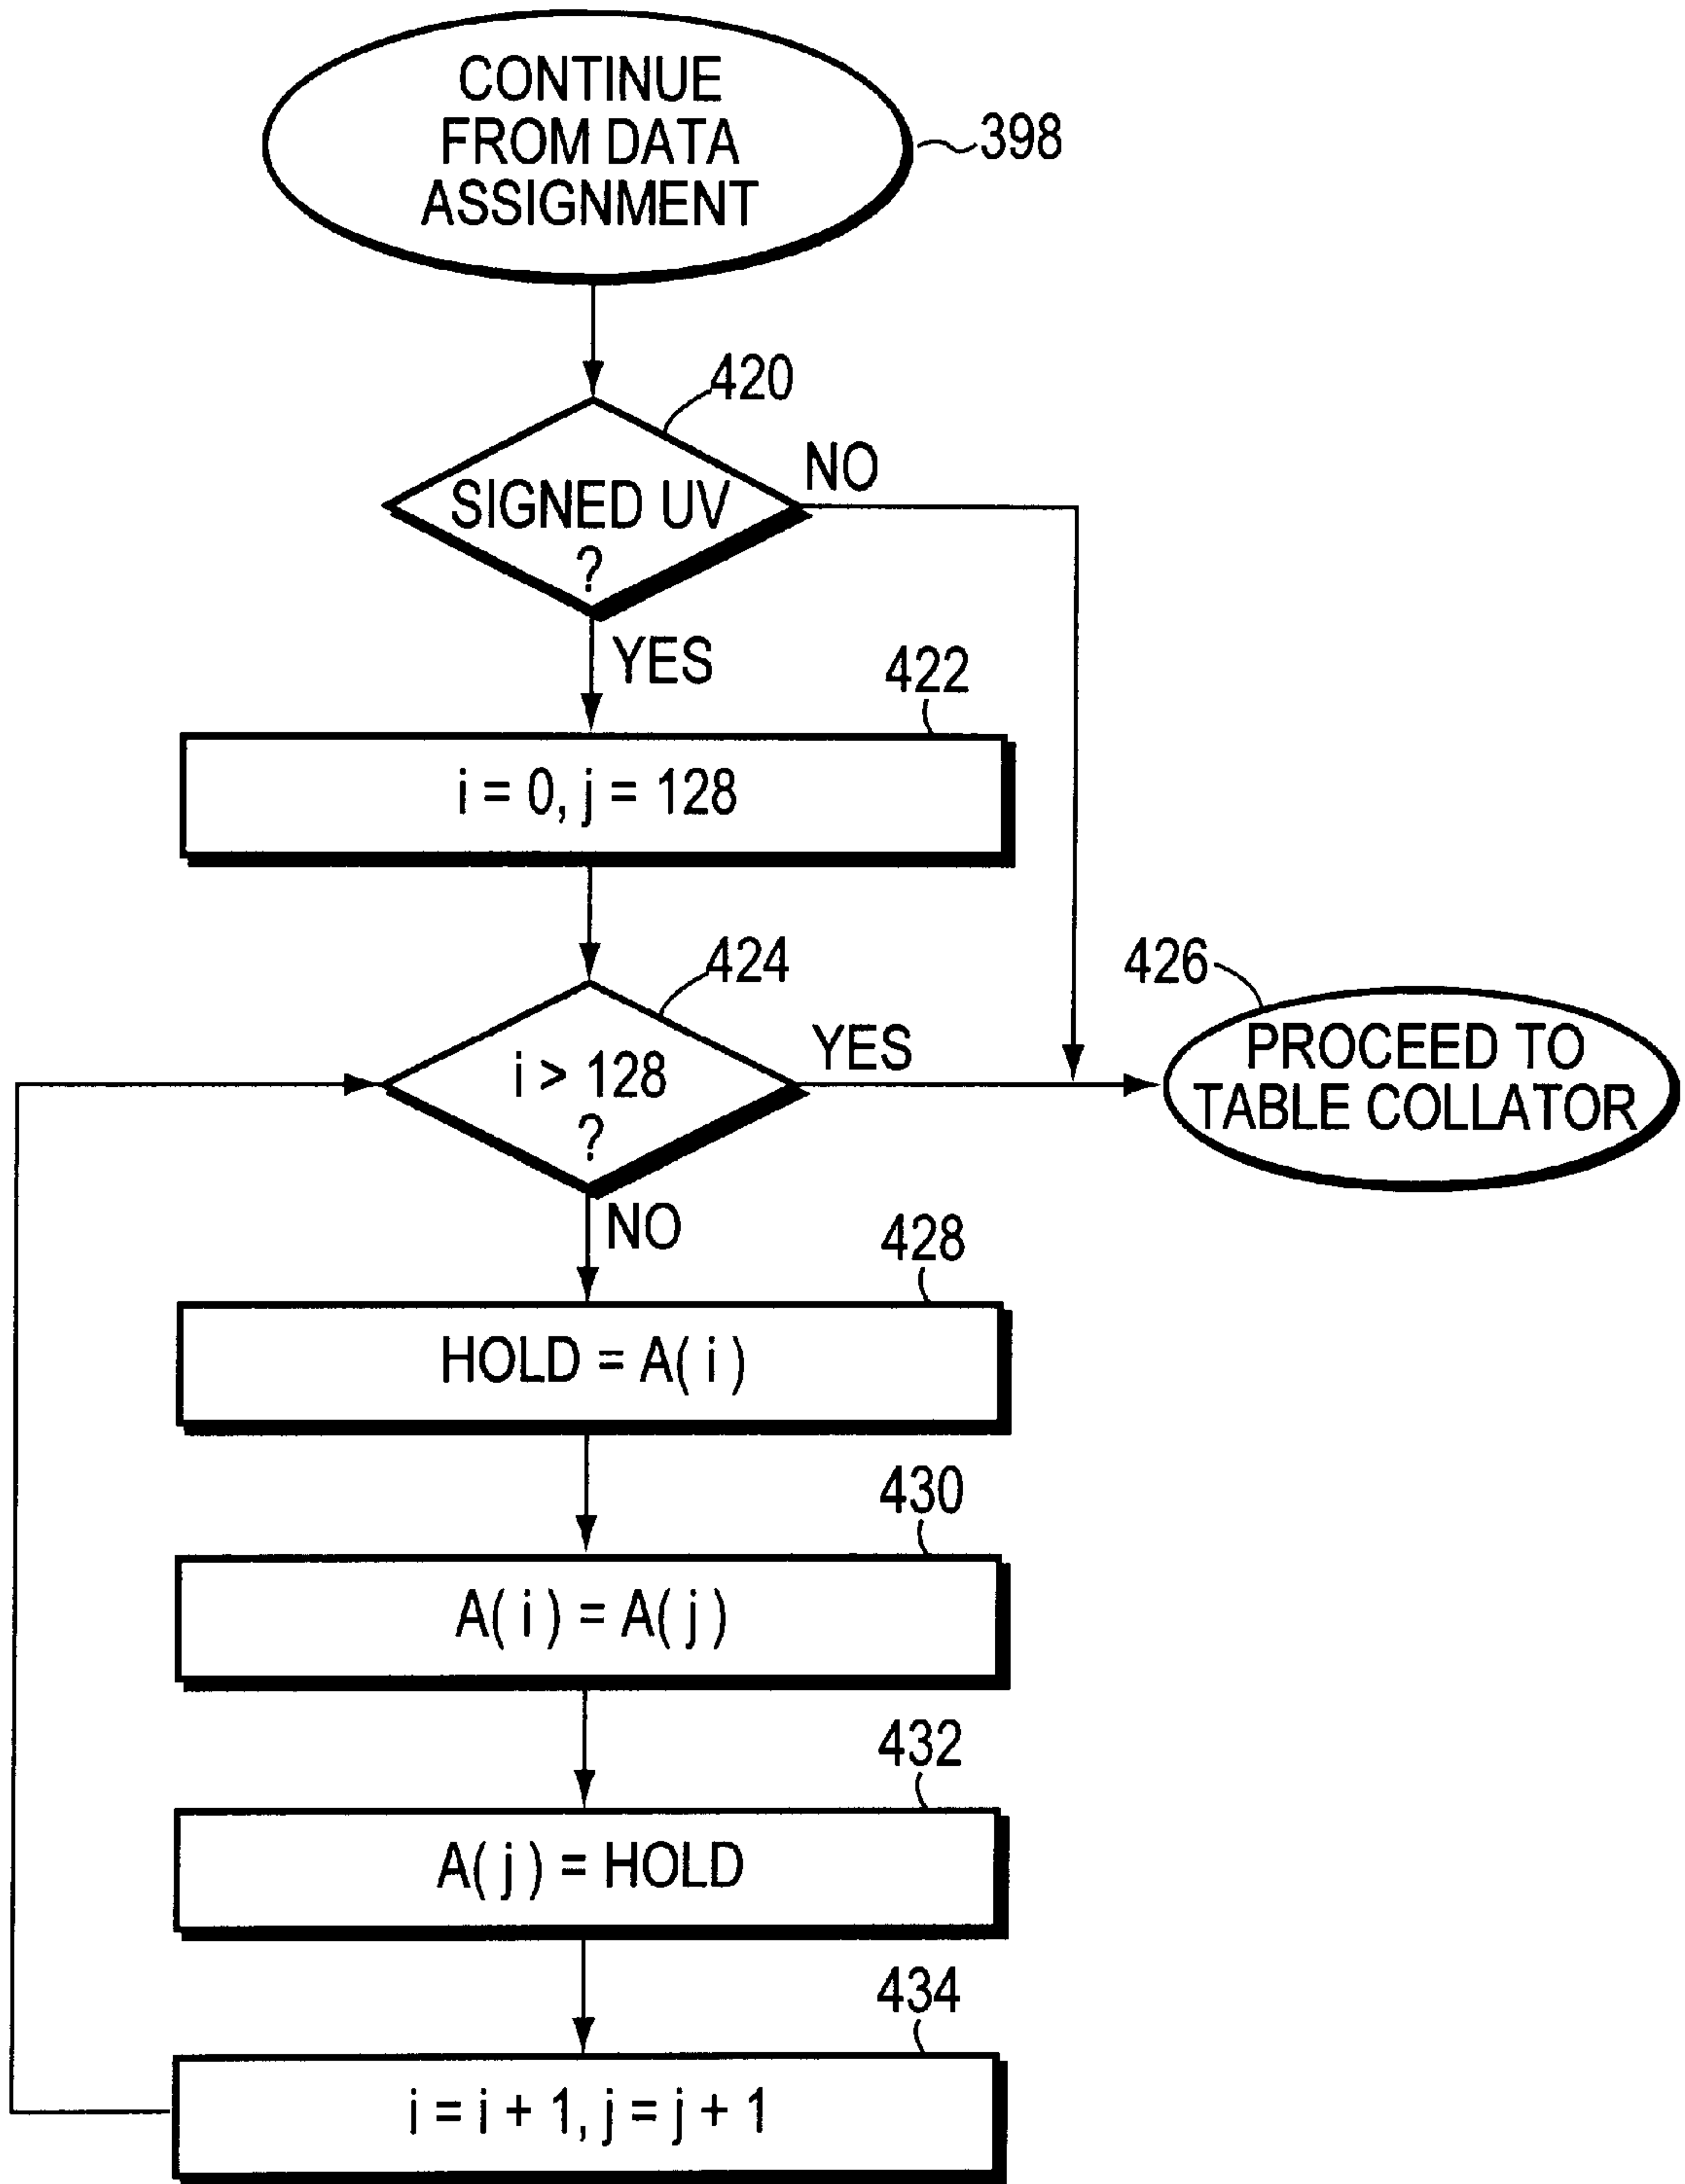 CONTINUE
FROM DATA
ASSIGNMENT
398
420
SIGNED UV
?
NO
YES
422
i = 0, j = 128
424
i > 128
?
YES
426
PROCEED TO
TABLE COLLATOR
NO
428
HOLD = A( i )
430
A( i ) = A( j )
432
A( j ) = HOLD
434
i = i + 1, j = j + 1